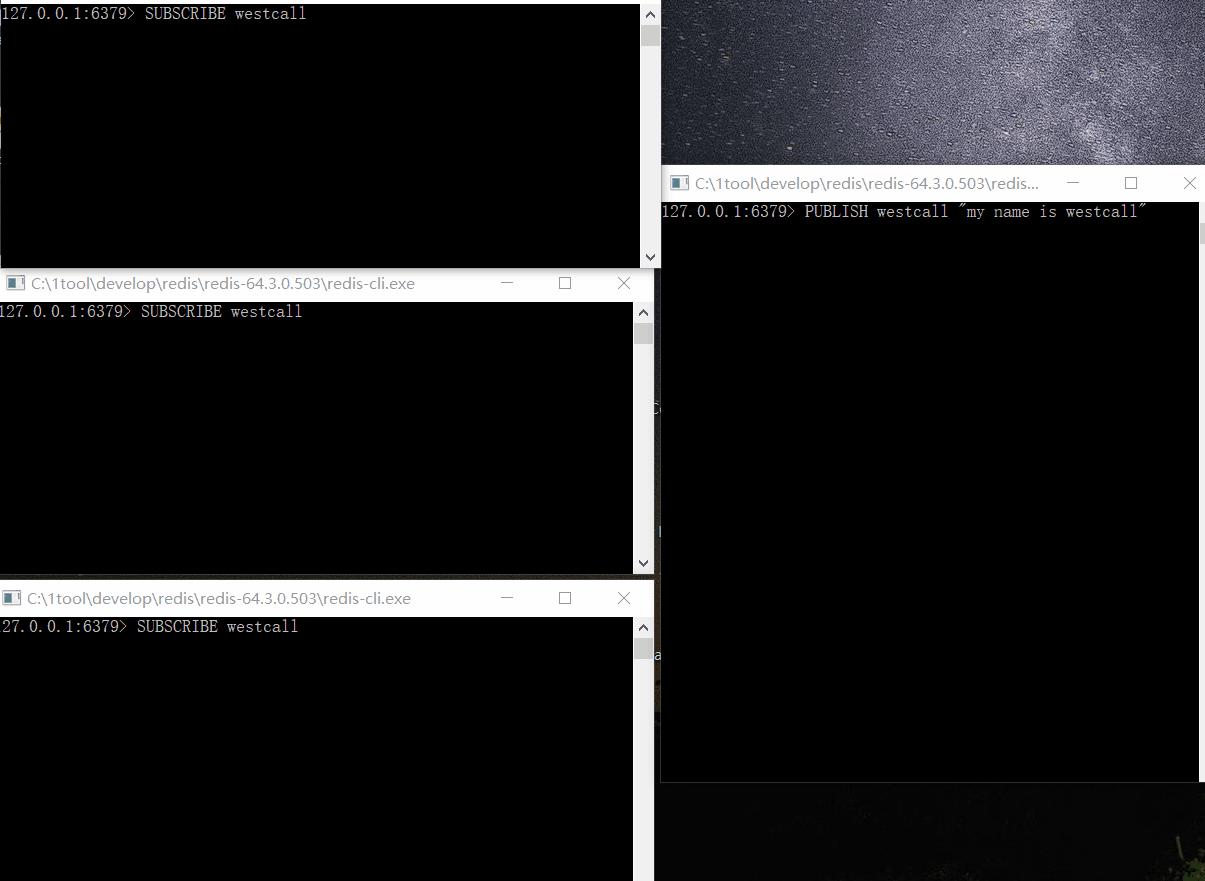 127.0.0.1:6379> SUBSCRIBE westcall
C:\1tool\develop\redis\redis-64.3.0.503\redis-cli.exe
127.0.0.1:6379> SUBSCRIBE westcall
C:\1tool\develop\redis\redis-64.3.0.503\redis-cli.exe
27.0.0.1:6379> SUBSCRIBE westcall
C:\1tool\develop\redis\redis-64.3.0.503\redis...
127.0.0.1:6379> PUBLISH westcall "my name is westcall"